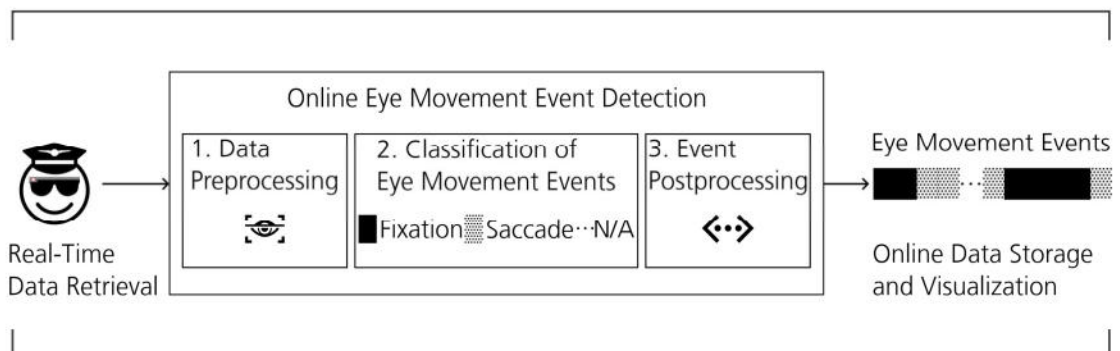 Online Eye Movement Event Detection
1. Data
Preprocessing
2. Classification of
Eye Movement Events
Fixation Saccade···N/A
3. Event
Postprocessing
Real-Time
Data Retrieval
Eye Movement Events
Online Data Storage
and Visualization